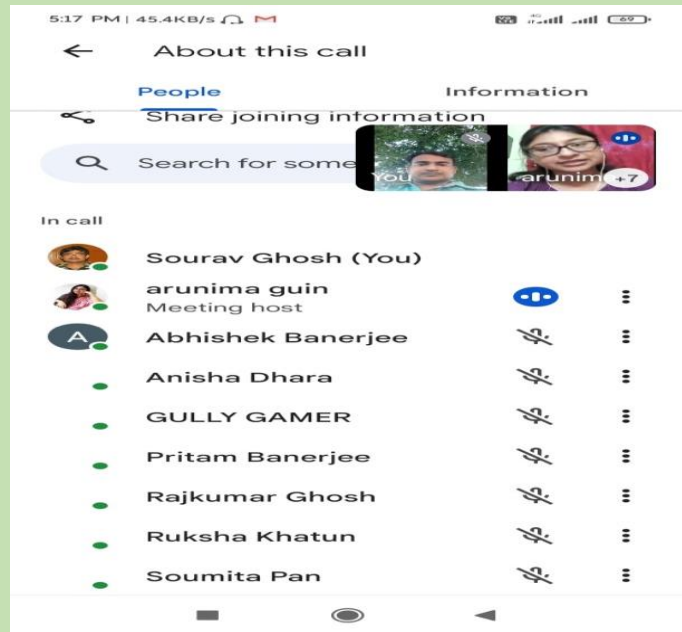 5:17 PM | 45.4KB/s
4G 69
About this call
People Information
Share joining information
Search for some
You arunim +7
In call
Sourav Ghosh (You)
arunima guin
Meeting host
A Abhishek Banerjee
Anisha Dhara
GULLY GAMER
Pritam Banerjee
Rajkumar Ghosh
Ruksha Khatun
Soumita Pan